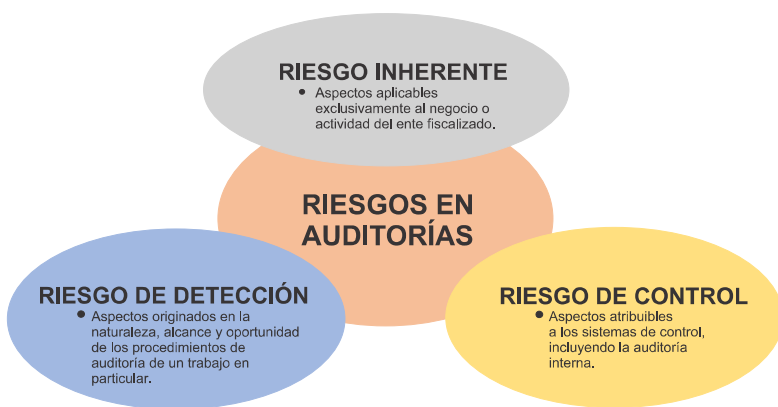 RIESGO INHERENTE
• Aspectos aplicables
exclusivamente al negocio o
actividad del ente fiscalizado.
RIESGOS EN
AUDITORÍAS
RIESGO DE DETECCIÓN
• Aspectos originados en la
naturaleza, alcance y oportunidad
de los procedimientos de
auditoría de un trabajo en
particular.
RIESGO DE CONTROL
• Aspectos atribuibles
a los sistemas de control,
incluyendo la auditoría
interna.